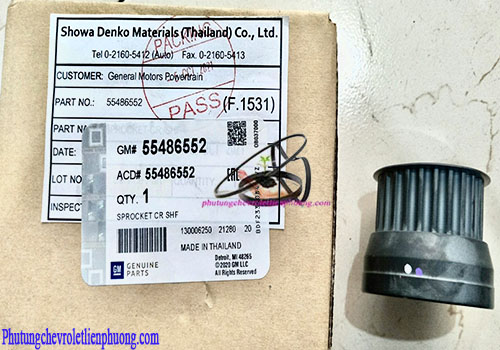 Showa Denko Materials (Thailand) Co., Ltd.
Tel 0-2160-5412 (Auto) Fax. 0-2160-5413
PACKING
PASS
CUSTOMER: General Motors Powertrain
PART NO.: 55486552 (F.1531)
PART
DATE:
LOT NO
INSPECT
GM# 55486552
ACD# 55486552
QTY. 1
SPROCKET CR SHF
130006250 21280 20
MADE IN THAILAND
GM GENUINE PARTS
Detroit, MI 48265
©2020 GM LLC
All Rights Reserved
EAC
phutungchevroletlienphuong.com
Phutungchevroletlienphuong.com